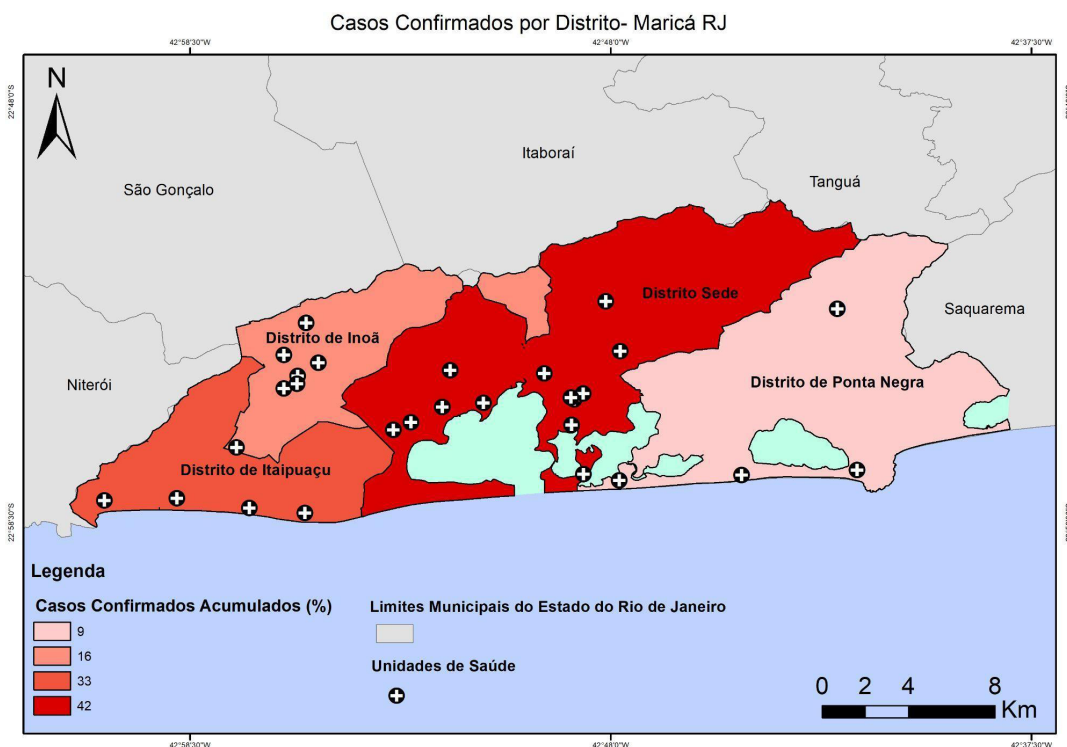 Casos Confirmados por Distrito- Maricá RJ
42°58'30"W
42°48'0"W
42°37'30"W
22°48'0"S
N
Itaboraí
São Gonçalo
Tanguá
Distrito Sede
Saquarema
Distrito de Inoã
Niterói
Distrito de Ponta Negra
Distrito de Itaipuaçu
22°58'30"S
Legenda
Casos Confirmados Acumulados (%)
9
16
33
42
Limites Municipais do Estado do Rio de Janeiro
Unidades de Saúde
0 2 4 8
Km
42°58'30"W
42°48'0"W
42°37'30"W